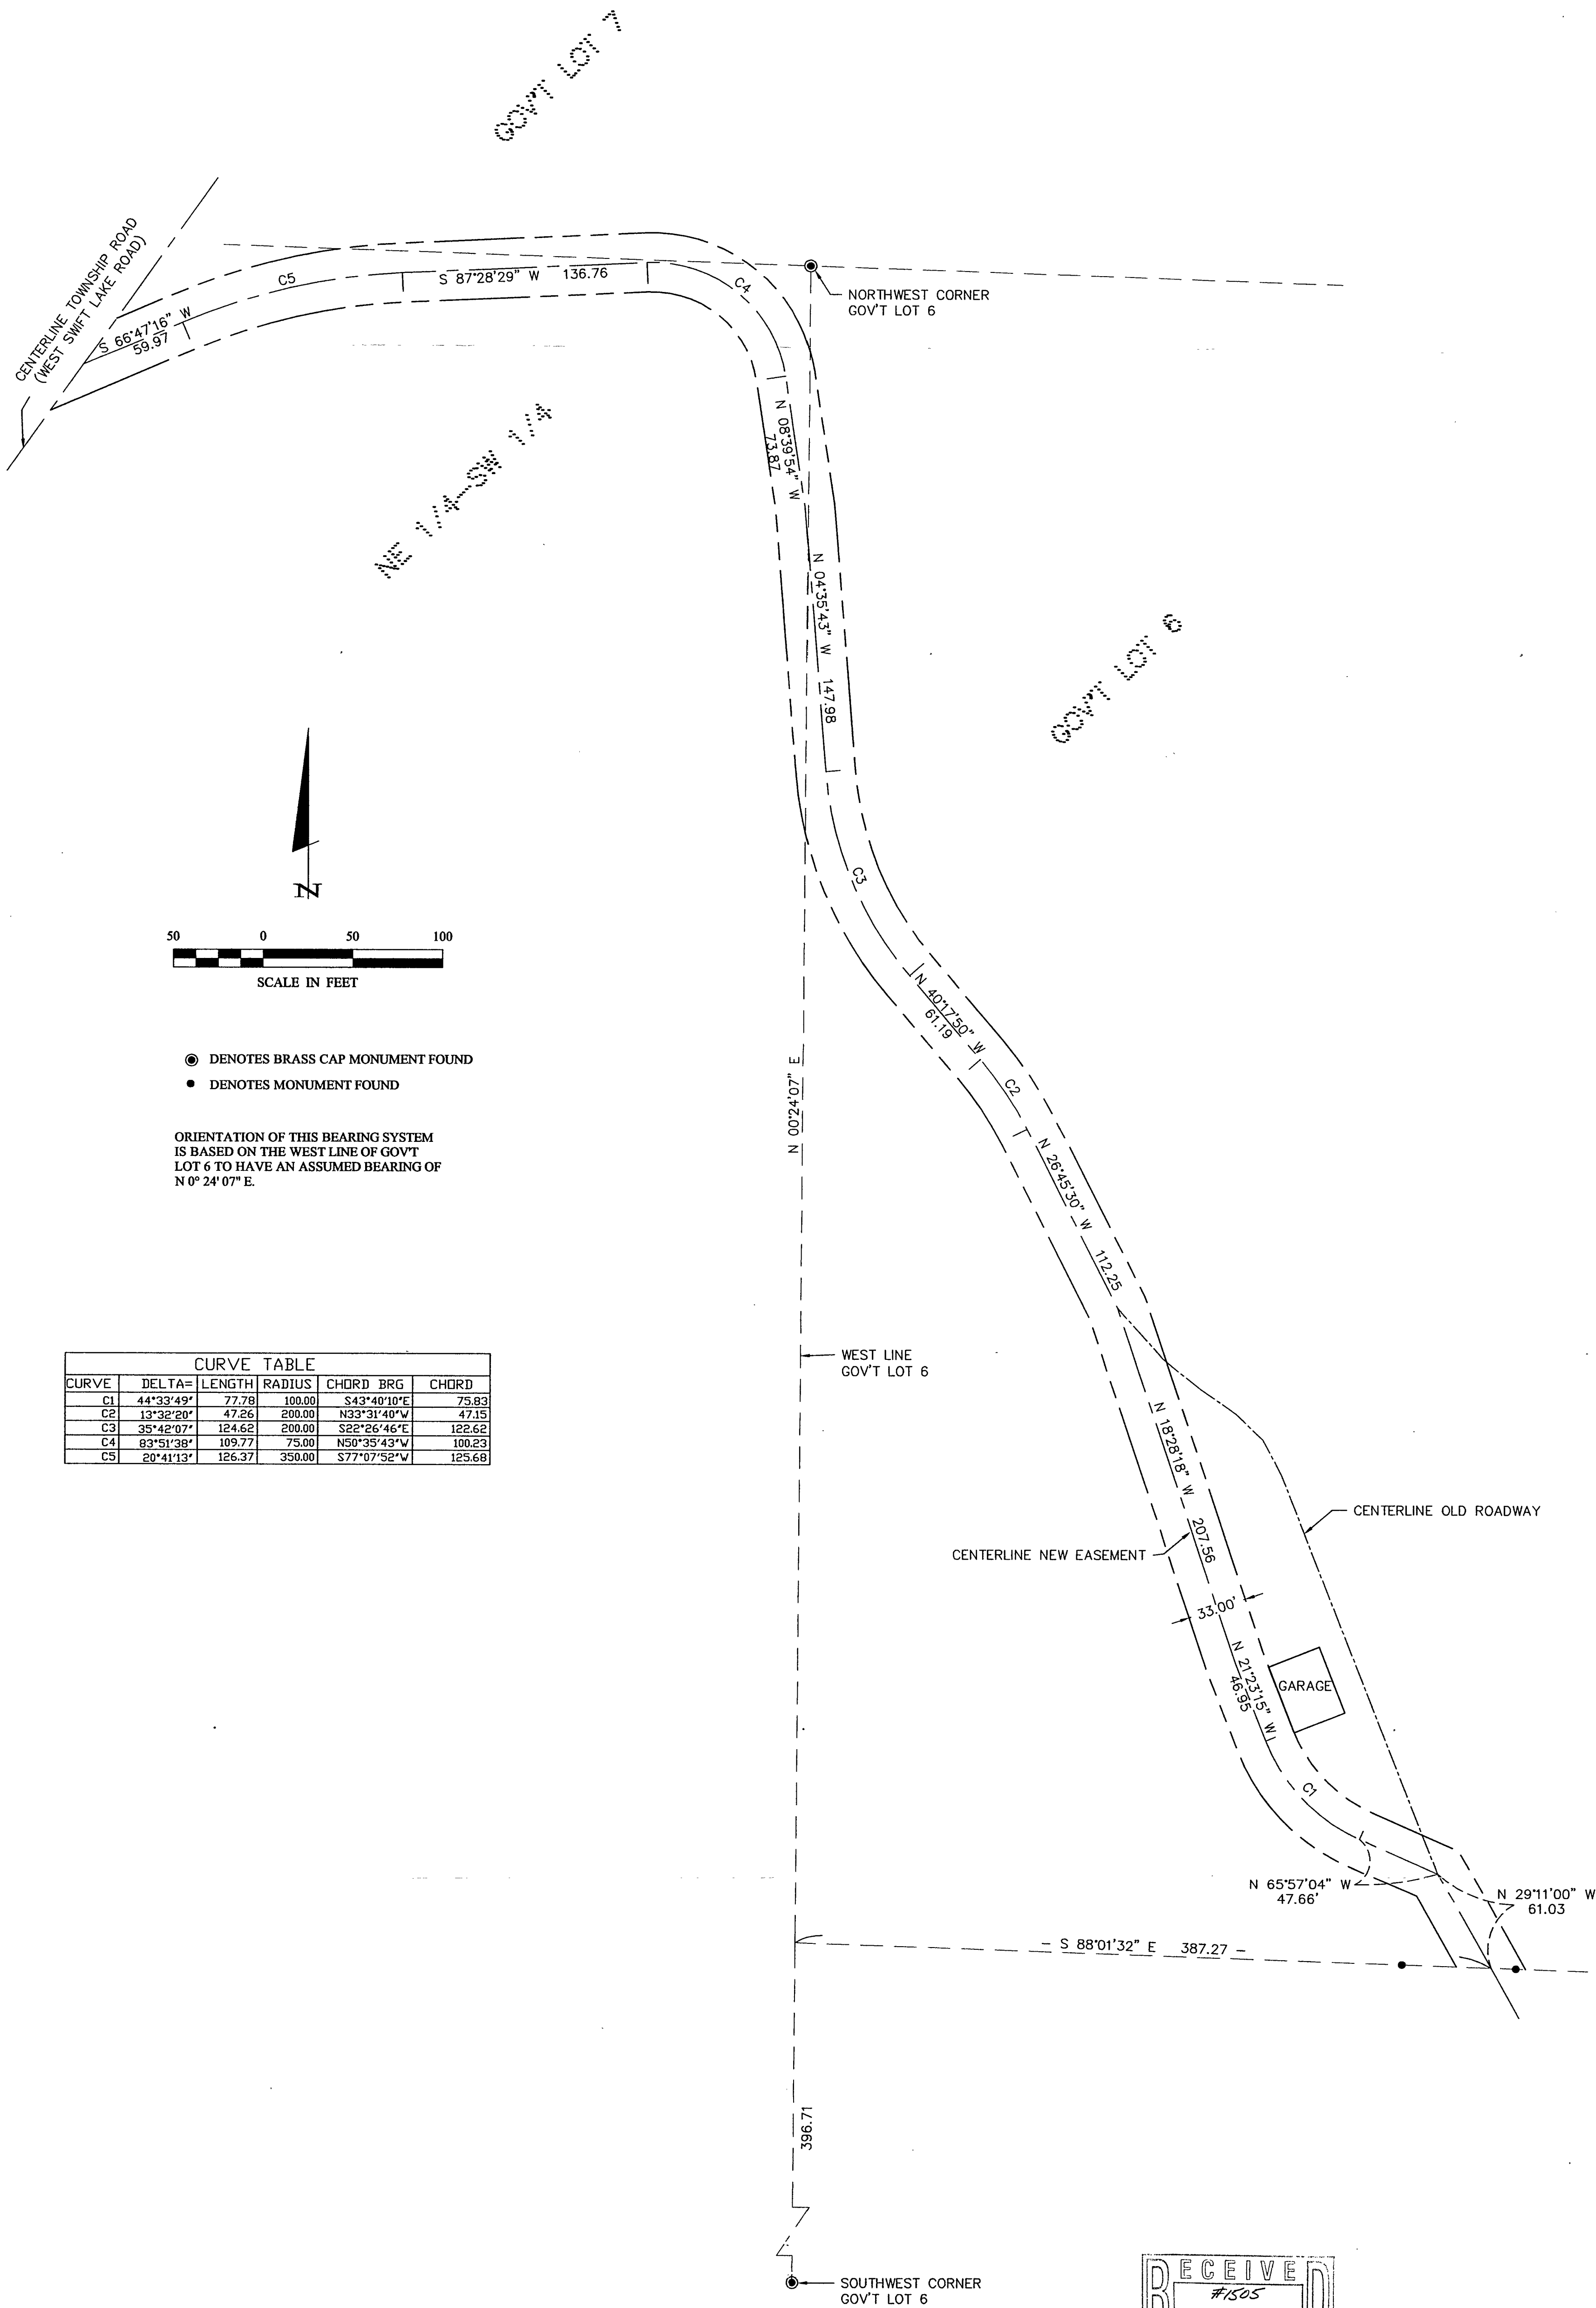 GOV'T LOT 7
CENTERLINE TOWNSHIP ROAD
(WEST SWIFT LAKE ROAD)
C5
S 87°28'29" W 136.76
C4
NORTHWEST CORNER
GOV'T LOT 6
S 66°47'16" W
59.97
N 08°39'54" W
73.87
NE 1/4-SW 1/4
N 04°35'43" W 147.98
GOV'T LOT 6
N
C3
50 0 50 100
SCALE IN FEET
N 40°17'50" W
61.19
DENOTES BRASS CAP MONUMENT FOUND
DENOTES MONUMENT FOUND
N 00°24'07" E
C2
ORIENTATION OF THIS BEARING SYSTEM
IS BASED ON THE WEST LINE OF GOV'T
LOT 6 TO HAVE AN ASSUMED BEARING OF
N 0° 24' 07" E.
N 26°45'30" W 112.25
WEST LINE
GOV'T LOT 6
CURVE TABLE
CURVE DELTA= LENGTH RADIUS CHORD BRG CHORD
C1 44°33'49" 77.78 100.00 S43°40'10"E 75.83
C2 13°32'20" 47.26 200.00 N33°31'40"W 47.15
C3 35°42'07" 124.62 200.00 S22°26'46"E 122.62
C4 83°51'38" 109.77 75.00 N50°35'43"W 100.23
C5 20°41'13" 126.37 350.00 S77°07'52"W 125.68
N 18°28'18" W 207.56
CENTERLINE OLD ROADWAY
CENTERLINE NEW EASEMENT
33.00'
N 21°23'15" W
46.95
GARAGE
C1
N 65°57'04" W
47.66'
N 29°11'00" W
61.03
S 88°01'32" E 387.27
396.71
SOUTHWEST CORNER
GOV'T LOT 6
RECEIVED
#1505